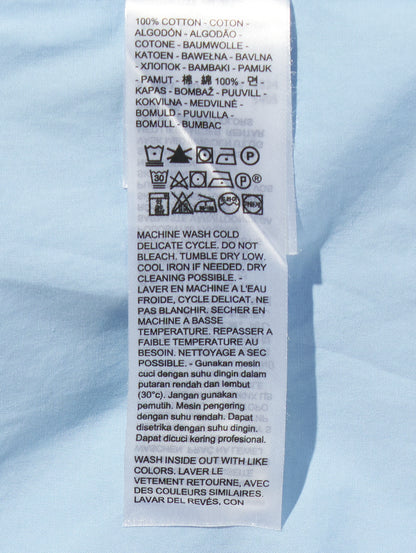 100% COTTON - COTON -
ALGODÓN - ALGODÃO -
COTONE - BAUMWOLLE -
KATOEN - BAWEŁNA - BAVLNA
- ХЛОПОК - BAMBAKI - PAMUK
- PAMUT - 棉 - 綿 100% - 면 -
KAPAS - BOMBAŽ - PUUVILL -
KOKVILNA - MEDVILNĖ -
BOMULD - PUUVILLA -
BOMULL - BUMBAC
P
30 P®
MACHINE WASH COLD
DELICATE CYCLE. DO NOT
BLEACH. TUMBLE DRY LOW.
COOL IRON IF NEEDED. DRY
CLEANING POSSIBLE. -
LAVER EN MACHINE A L'EAU
FROIDE, CYCLE DELICAT. NE
PAS BLANCHIR. SECHER EN
MACHINE A BASSE
TEMPERATURE. REPASSER A
FAIBLE TEMPERATURE AU
BESOIN. NETTOYAGE A SEC
POSSIBLE. - Gunakan mesin
cuci dengan suhu dingin dalam
putaran rendah dan lembut
(30°c). Jangan gunakan
pemutih. Mesin pengering
dengan suhu rendah. Dapat
disetrika dengan suhu dingin.
Dapat dicuci kering profesional.
WASH INSIDE OUT WITH LIKE
COLORS. LAVER LE
VETEMENT RETOURNE, AVEC
DES COULEURS SIMILAIRES.
LAVAR DEL REVÉS, CON